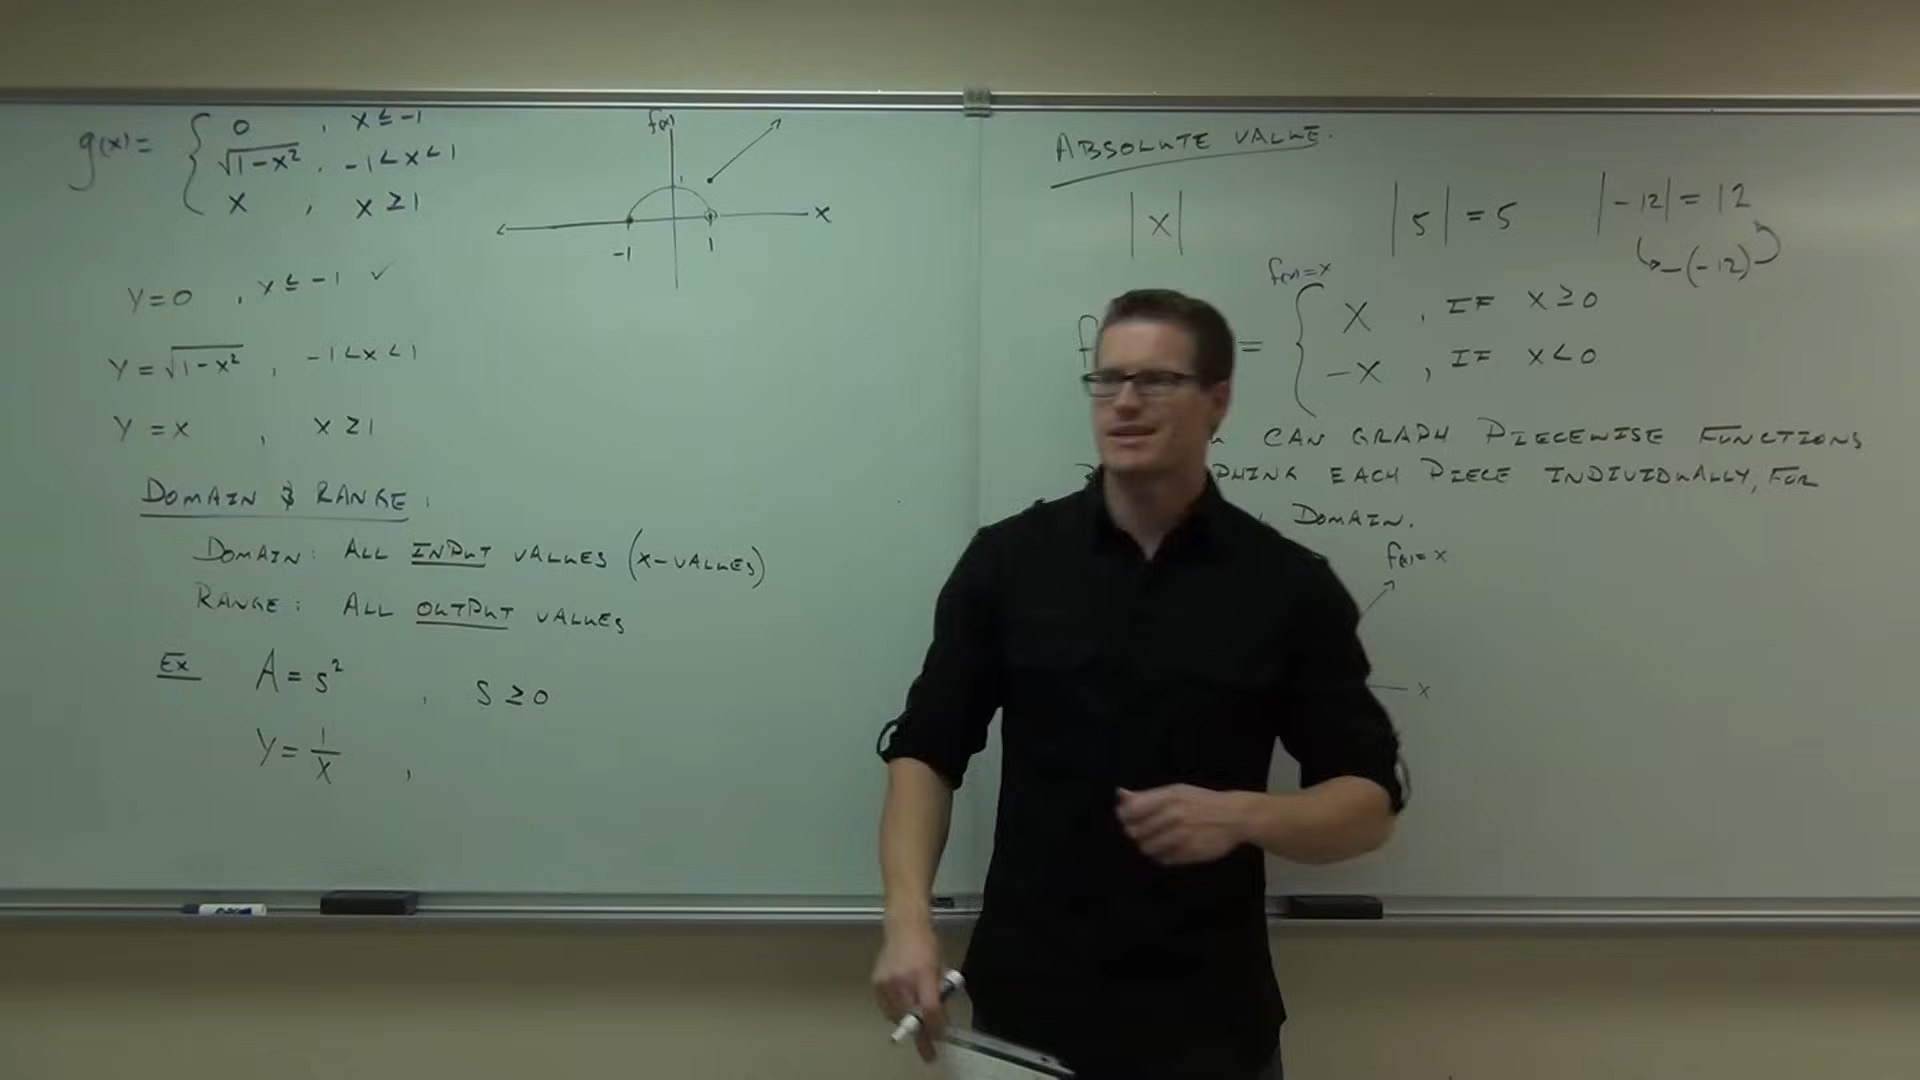 g(x) = { 0 , x ≤ -1
√1-x² , -1 < x < 1
x , x ≥ 1
f(x)
1
x
-1
1
Y = 0 , x ≤ -1 ✓
Y = √1-x² , -1 < x < 1
Y = x , x ≥ 1
DOMAIN & RANGE:
DOMAIN: ALL INPUT VALUES (X-VALUES)
RANGE: ALL OUTPUT VALUES
Ex A = s² , s ≥ 0
Y = 1/x ,
ABSOLUTE VALUE.
|x| |5| = 5 |-12| = 12
-(-12)
f(x)=x
f = { x , IF x ≥ 0
-x , IF x < 0
CAN GRAPH PIECEWISE FUNCTIONS
EACH PIECE INDIVIDUALLY, FOR
DOMAIN.
f(x)= x
x